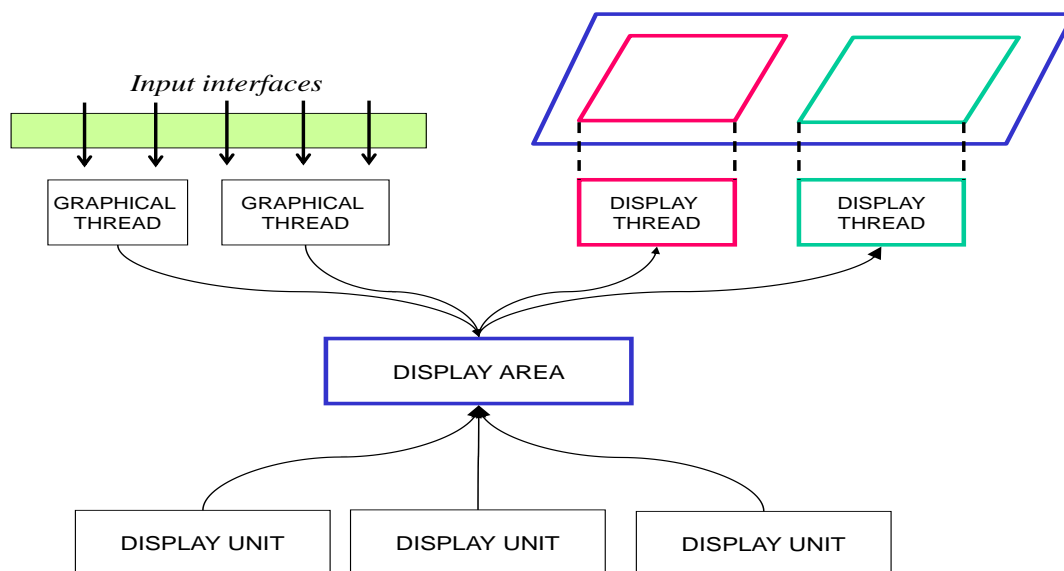 Input interfaces
GRAPHICAL
THREAD
GRAPHICAL
THREAD
DISPLAY
THREAD
DISPLAY
THREAD
DISPLAY AREA
DISPLAY UNIT
DISPLAY UNIT
DISPLAY UNIT